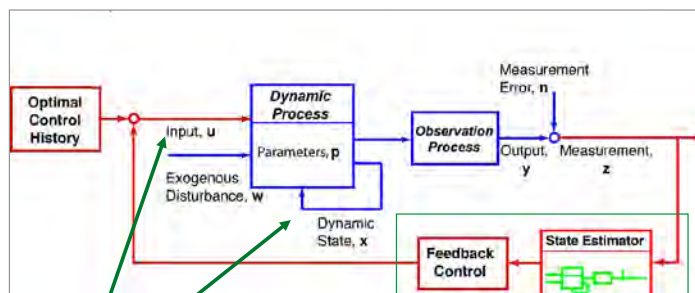 Optimal
Control
History
Input, u
Exogenous
Disturbance, w
Dynamic
Process
Parameters, p
Dynamic
State, x
Observation
Process
Measurement
Error, n
Output,
y
Measurement,
z
Feedback
Control
State Estimator